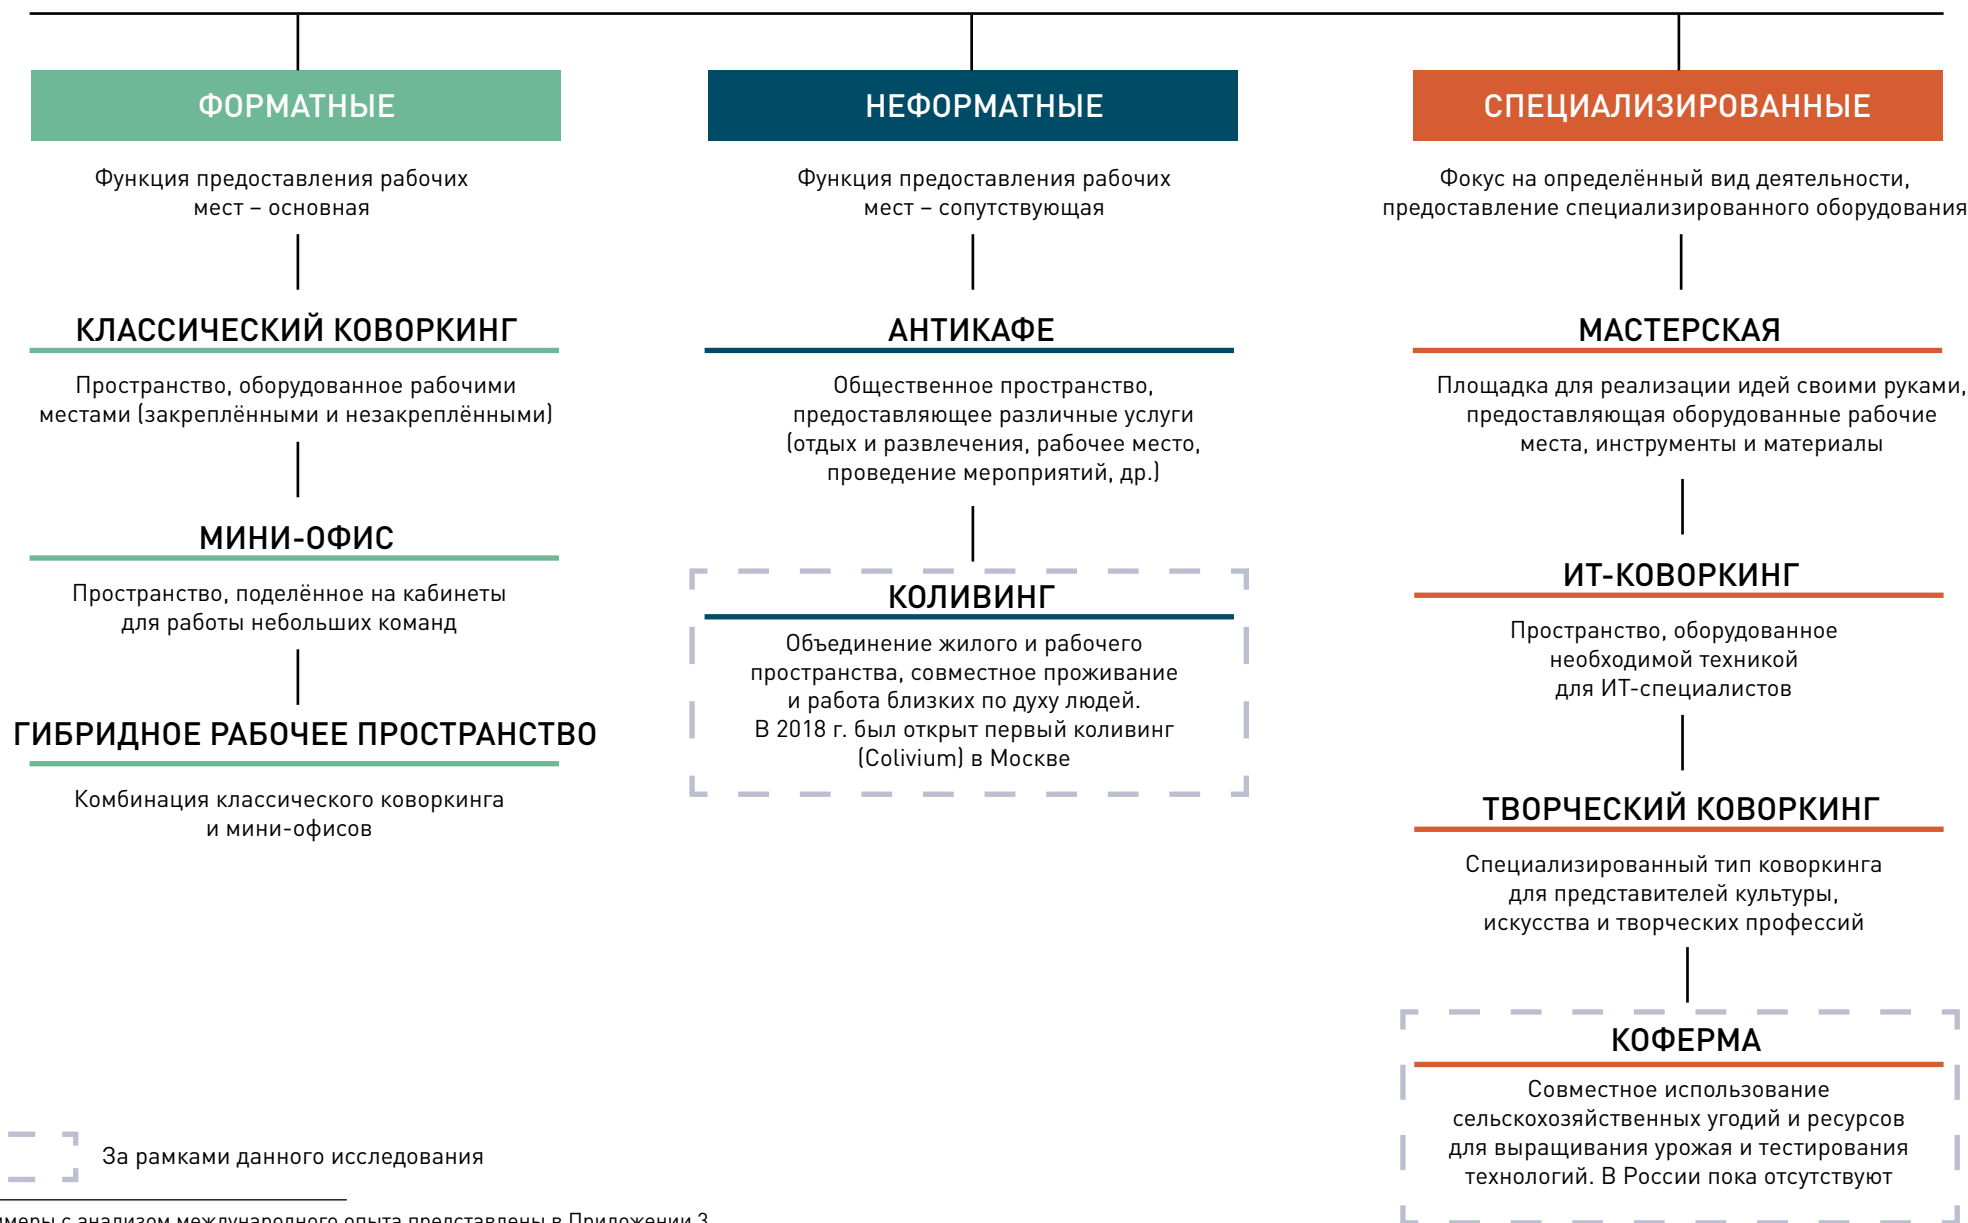 ФОРМАТНЫЕ
Функция предоставления рабочих
мест – основная
КЛАССИЧЕСКИЙ КОВОРКИНГ
Пространство, оборудованное рабочими
местами (закреплёнными и незакреплёнными)
МИНИ-ОФИС
Пространство, поделённое на кабинеты
для работы небольших команд
ГИБРИДНОЕ РАБОЧЕЕ ПРОСТРАНСТВО
Комбинация классического коворкинга
и мини-офисов
НЕФОРМАТНЫЕ
Функция предоставления рабочих
мест – сопутствующая
АНТИКАФЕ
Общественное пространство,
предоставляющее различные услуги
(отдых и развлечения, рабочее место,
проведение мероприятий, др.)
КОЛИВИНГ
Объединение жилого и рабочего
пространства, совместное проживание
и работа близких по духу людей.
В 2018 г. был открыт первый коливинг
(Colivium) в Москве
СПЕЦИАЛИЗИРОВАННЫЕ
Фокус на определённый вид деятельности,
предоставление специализированного оборудования
МАСТЕРСКАЯ
Площадка для реализации идей своими руками,
предоставляющая оборудованные рабочие
места, инструменты и материалы
ИТ-КОВОРКИНГ
Пространство, оборудованное
необходимой техникой
для ИТ-специалистов
ТВОРЧЕСКИЙ КОВОРКИНГ
Специализированный тип коворкинга
для представителей культуры,
искусства и творческих профессий
КОФЕРМА
Совместное использование
сельскохозяйственных угодий и ресурсов
для выращивания урожая и тестирования
технологий. В России пока отсутствуют
За рамками данного исследования
с анализом международного опыта представлены в Приложении 3